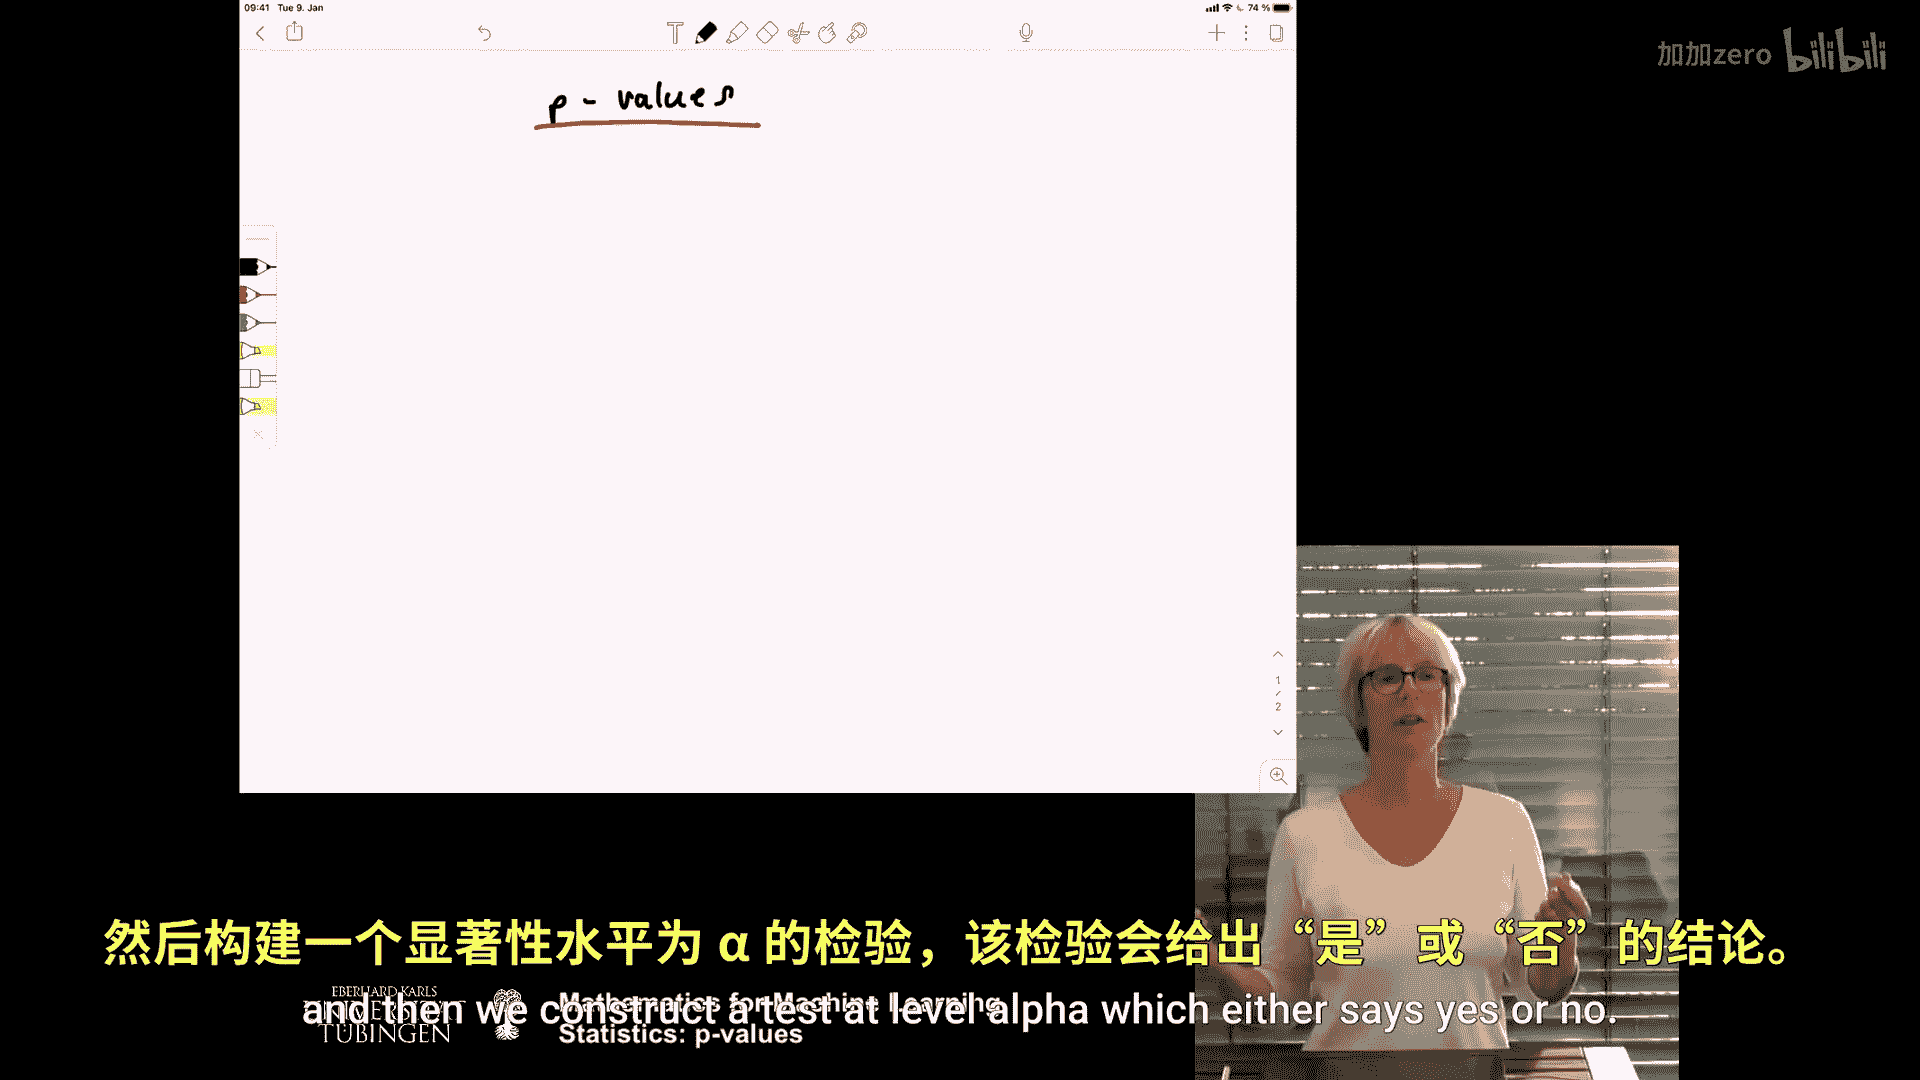 09:41 Tue 9. Jan
74 %
加加zero bilibili
p - values
1
/
2
然后构建一个显著性水平为 α 的检验，该检验会给出“是”或“否”的结论。
and then we construct a test at level alpha which either says yes or no.
EBERHARD KARLS
UNIVERSITÄT
TÜBINGEN
Mathematics for Machine Learning
Statistics: p-values